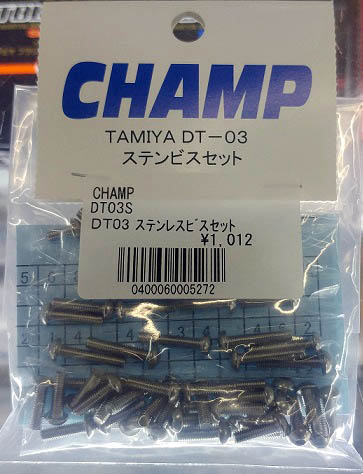 CHAMP
TAMIYA DT-03
ステンビスセット
CHAMP
DT03S
DT03 ステンレスビスセット
¥1,012
0400060005272